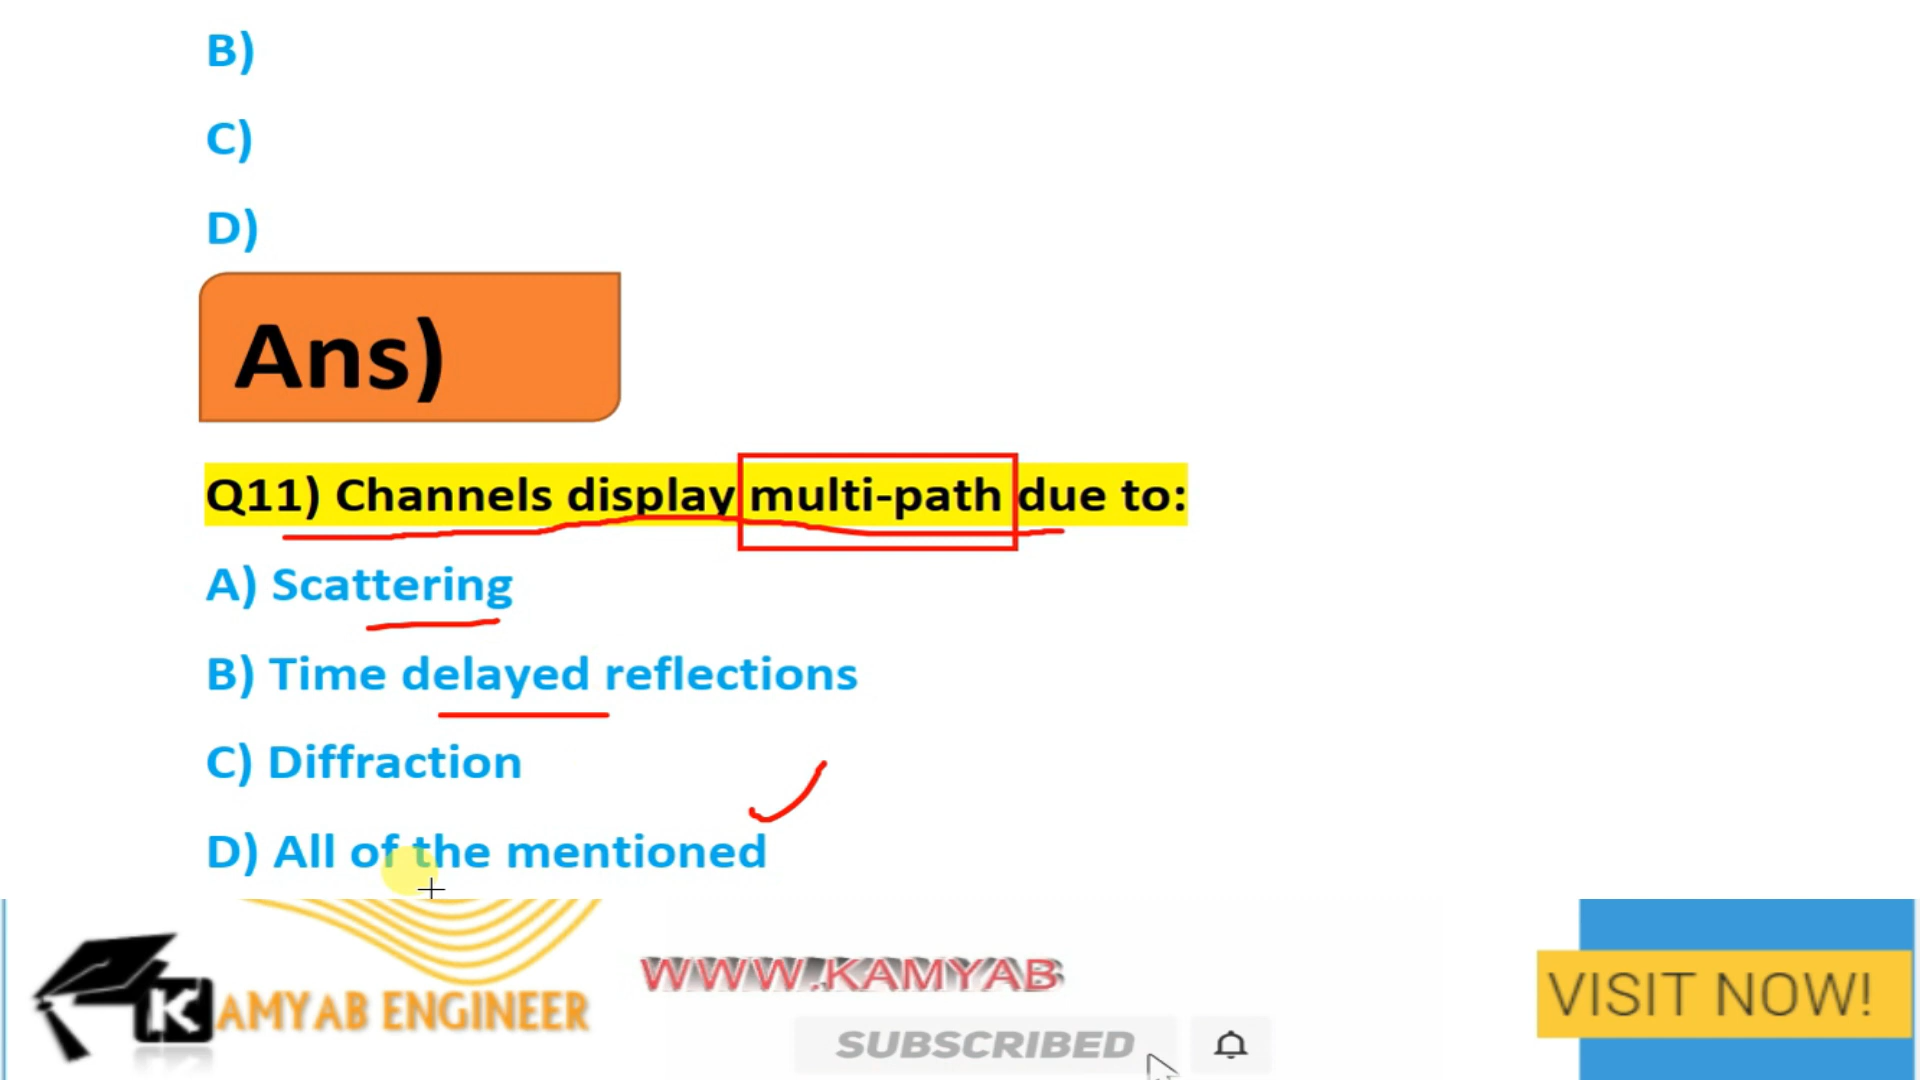 B)
C)
D)
Ans)
Q11) Channels display multi-path due to:
A) Scattering
B) Time delayed reflections
C) Diffraction
D) All of the mentioned
KAMYAB ENGINEER
WWW.KAMYAB
VISIT NOW!
SUBSCRIBED